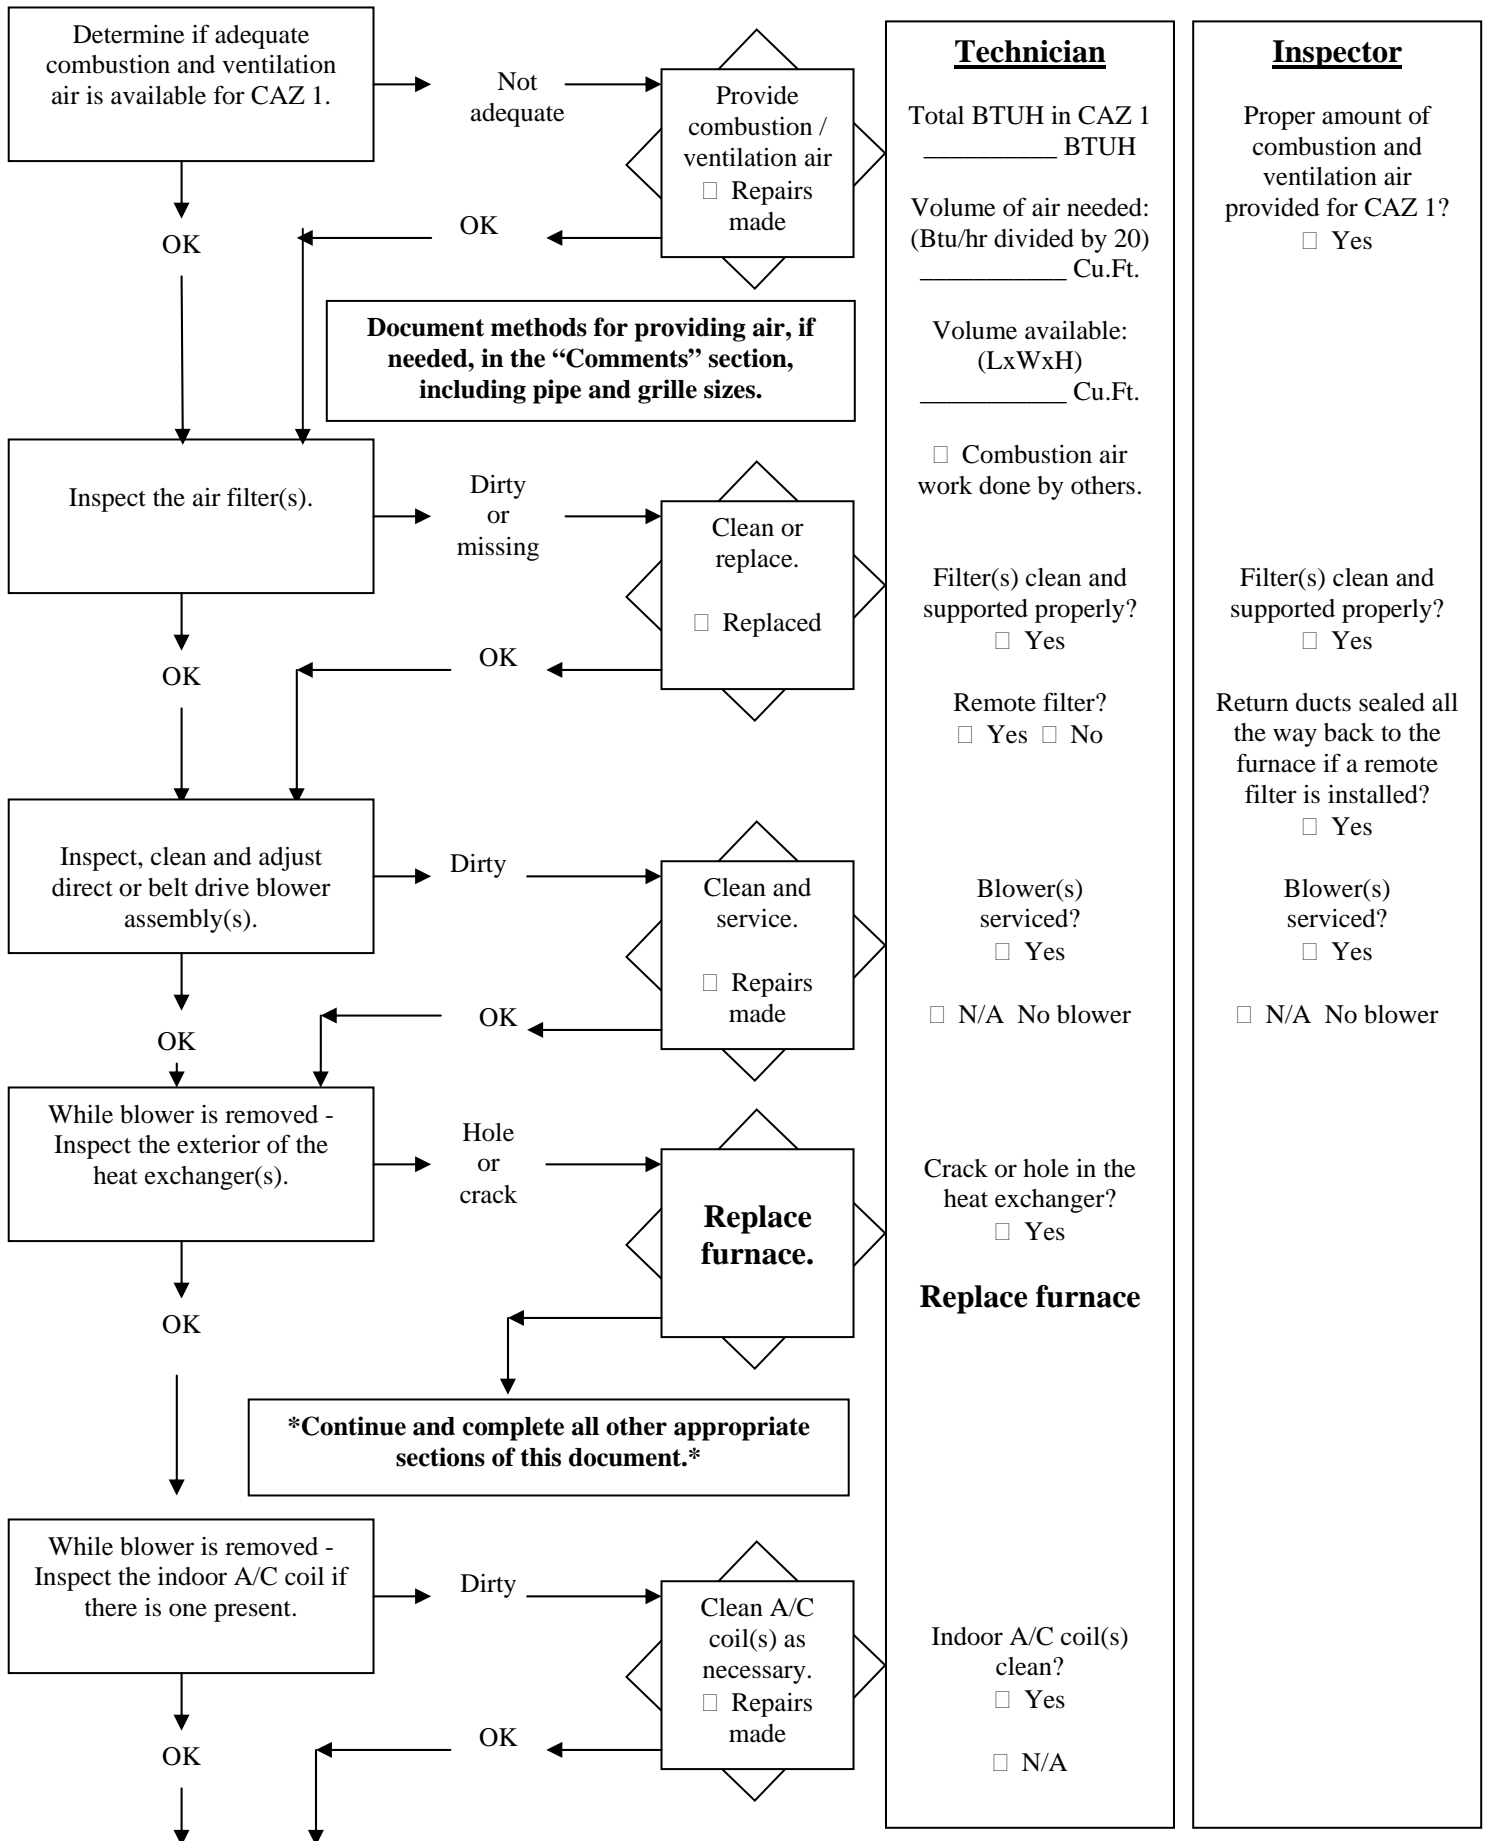 Determine if adequate
combustion and ventilation
air is available for CAZ 1.
Not
adequate
Provide
combustion /
ventilation air
□ Repairs
made
OK
OK
Document methods for providing air, if
needed, in the “Comments” section,
including pipe and grille sizes.
Inspect the air filter(s).
Dirty
or
missing
Clean or
replace.
□ Replaced
OK
OK
Inspect, clean and adjust
direct or belt drive blower
assembly(s).
Dirty
Clean and
service.
□ Repairs
made
OK
OK
While blower is removed -
Inspect the exterior of the
heat exchanger(s).
Hole
or
crack
Replace
furnace.
OK
*Continue and complete all other appropriate
sections of this document.*
While blower is removed -
Inspect the indoor A/C coil if
there is one present.
Dirty
Clean A/C
coil(s) as
necessary.
□ Repairs
made
OK
OK
Technician
Total BTUH in CAZ 1
__________ BTUH
Volume of air needed:
(Btu/hr divided by 20)
___________ Cu.Ft.
Volume available:
(LxWxH)
___________ Cu.Ft.
□ Combustion air
work done by others.
Filter(s) clean and
supported properly?
□ Yes
Remote filter?
□ Yes □ No
Blower(s)
serviced?
□ Yes
□ N/A No blower
Crack or hole in the
heat exchanger?
□ Yes
Replace furnace
Indoor A/C coil(s)
clean?
□ Yes
□ N/A
Inspector
Proper amount of
combustion and
ventilation air
provided for CAZ 1?
□ Yes
Filter(s) clean and
supported properly?
□ Yes
Return ducts sealed all
the way back to the
furnace if a remote
filter is installed?
□ Yes
Blower(s)
serviced?
□ Yes
□ N/A No blower